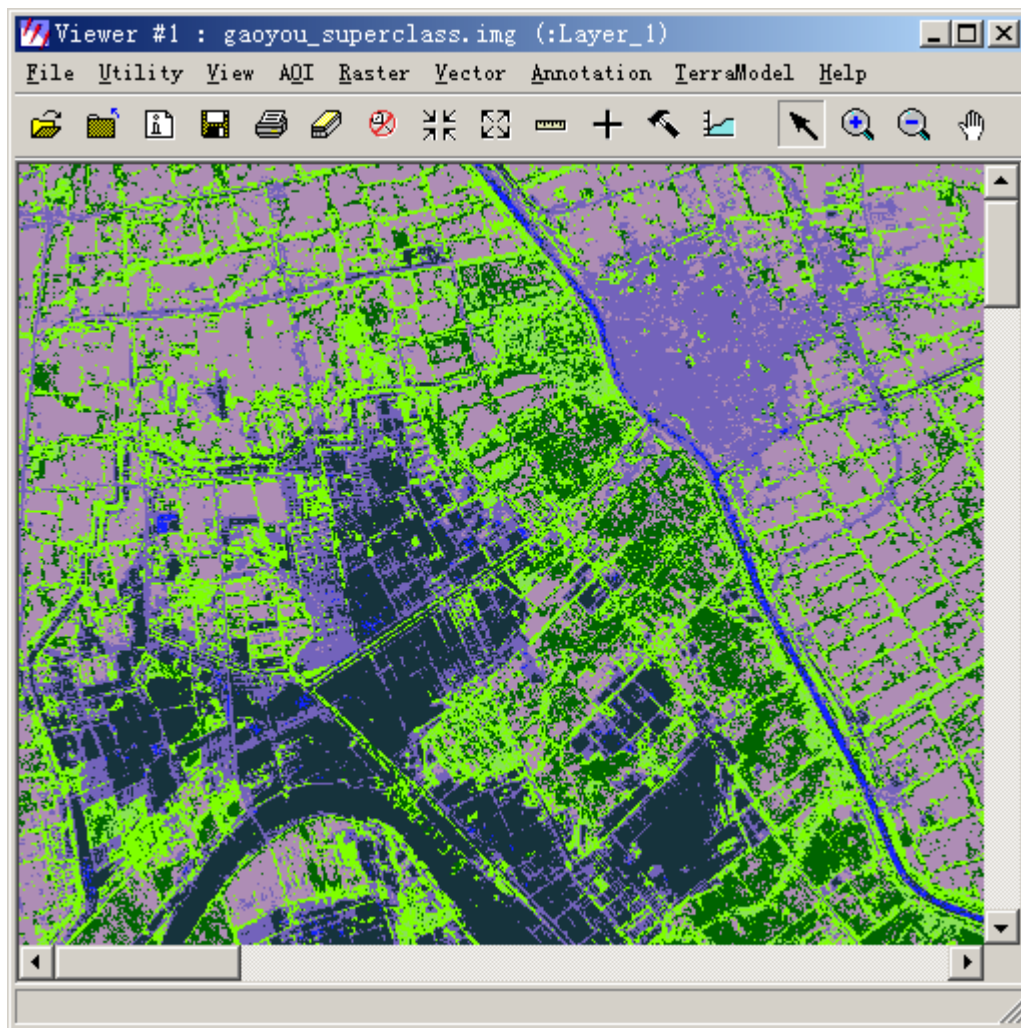 Viewer #1 : gaoyou_superclass.img (:Layer_1)
File Utility View AOI Raster Vector Annotation TerraModel Help